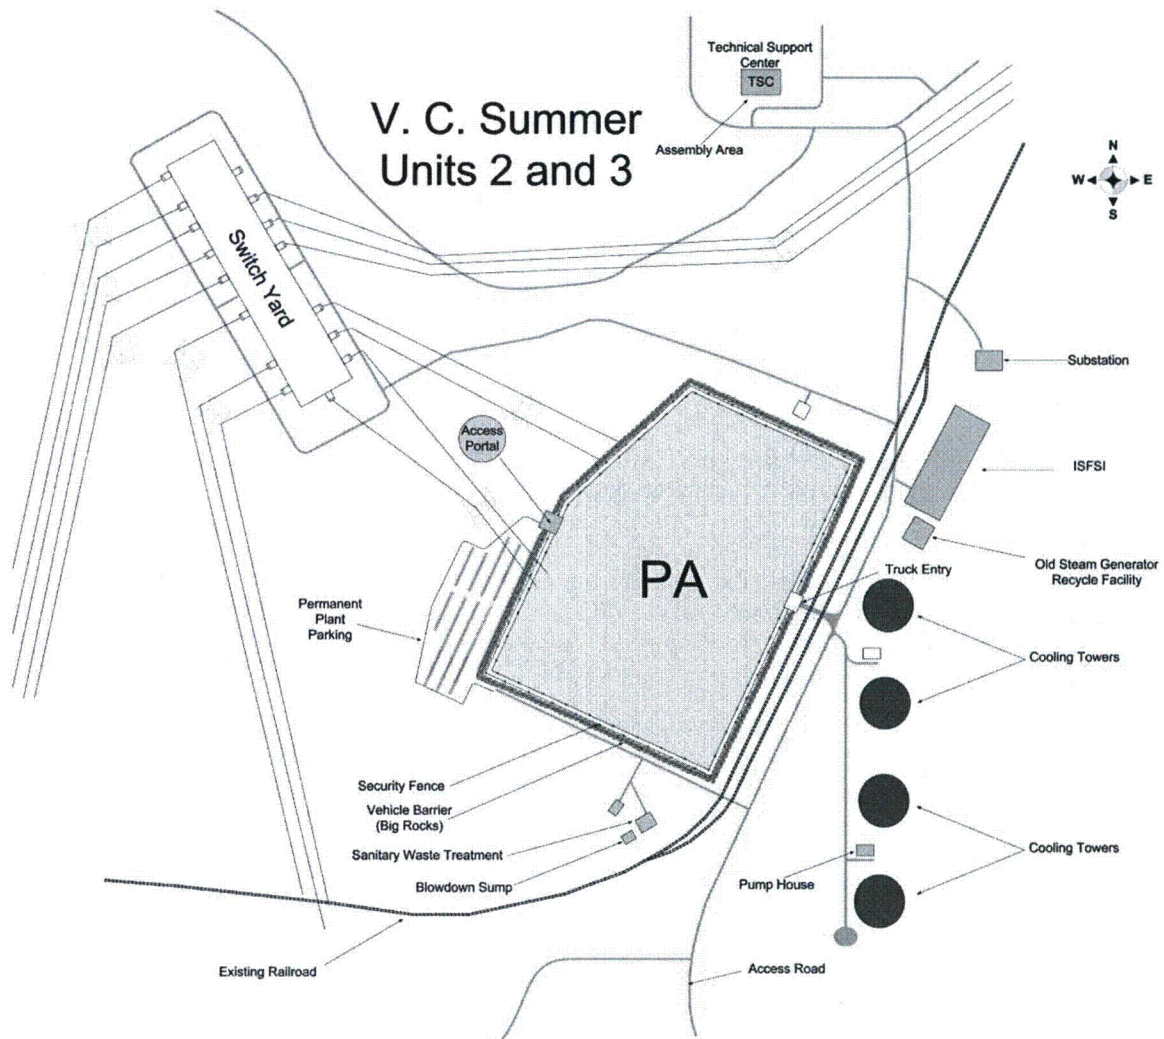 Technical Support
Center
TSC
V. C. Summer
Units 2 and 3
Assembly Area
N
W
E
S
Switch Yard
Substation
Access
Portal
ISFSI
PA
Truck Entry
Old Steam Generator
Recycle Facility
Permanent
Plant
Parking
Cooling Towers
Security Fence
Vehicle Barrier
(Big Rocks)
Sanitary Waste Treatment
Cooling Towers
Blowdown Sump
Pump House
Existing Railroad
Access Road